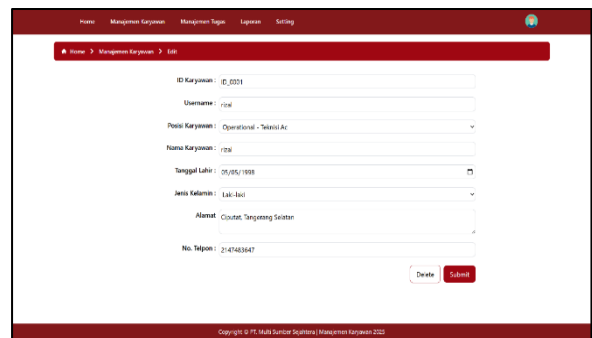 Home Manajemen Karyawan Manajemen Tugas Laporan Setting
Home > Manajemen Karyawan > Edit
ID Karyawan : ID_0031
Username : rizal
Posisi Karyawan : Operational - Teknisi Ac
Nama Karyawan : rizal
Tanggal Lahir : 05/05/1998
Jenis Kelamin : Laki-laki
Alamat Ciputat, Tangerang Selatan
No. Telpon : 2147483647
Delete Submit
Copyright © PT. Multi Sumber Sejahtera | Manajemen Karyawan 2025